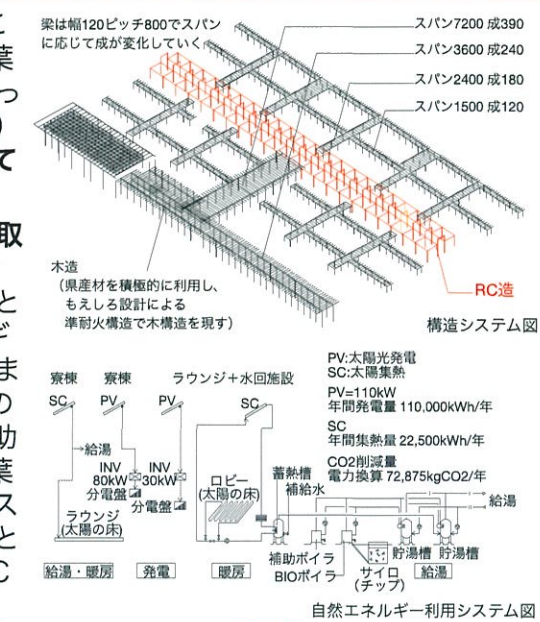 梁は幅120ピッチ800でスパン
に応じて成が変化していく
スパン7200 成390
スパン3600 成240
スパン2400 成180
スパン1500 成120
木造
(県産材を積極的に利用し、
もえしろ設計による
準耐火構造で木構造を現す)
RC造
構造システム図
と
葉
っ
)
て
取
と
ど
ま
の
助
葉
ス
と
C
PV:太陽光発電
SC:太陽集熱
PV=110kW
年間発電量 110,000kWh/年
SC
年間集熱量 22,500kWh/年
CO2削減量
電力換算 72,875kgCO2/年
寮棟
寮棟
ラウンジ+水回施設
SC
PV
PV
SC
→給湯
INV
80kW
分電盤
INV
30kW
分電盤
ラウンジ
(太陽の床)
ロビー
(太陽の床)
蓄熱槽
補給水
給湯
補助ボイラ
BIOボイラ
サイロ
(チップ)
貯湯槽
貯湯槽
給湯・暖房
発電
暖房
給湯
自然エネルギー利用システム図